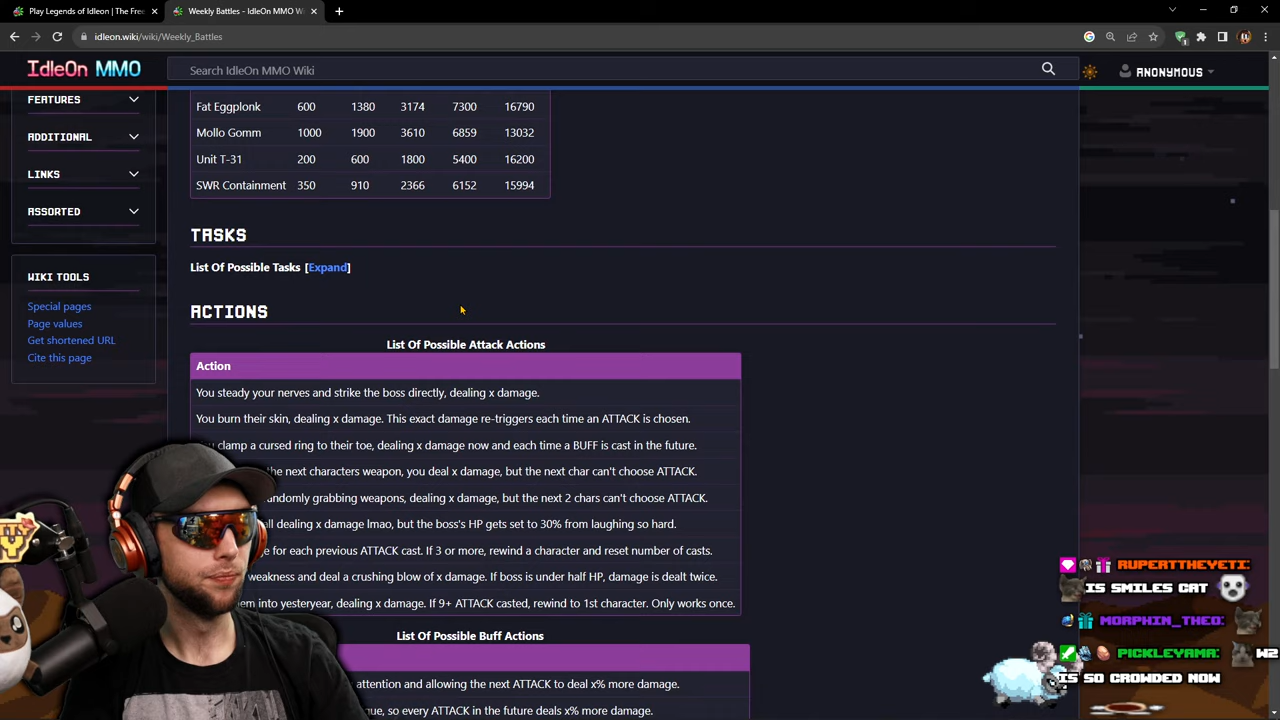 Play Legends of Idleon | The Free
Weekly Battles - IdleOn MMO W
idleon.wiki/wiki/Weekly_Battles
IdleOn MMO
Search IdleOn MMO Wiki
ANONYMOUS
FEATURES
ADDITIONAL
LINKS
ASSORTED
WIKI TOOLS
Special pages
Page values
Get shortened URL
Cite this page
Fat Eggplonk 600 1380 3174 7300 16790
Mollo Gomm 1000 1900 3610 6859 13032
Unit T-31 200 600 1800 5400 16200
SWR Containment 350 910 2366 6152 15994
TASKS
List Of Possible Tasks [Expand]
ACTIONS
List Of Possible Attack Actions
Action
You steady your nerves and strike the boss directly, dealing x damage.
You burn their skin, dealing x damage. This exact damage re-triggers each time an ATTACK is chosen.
clamp a cursed ring to their toe, dealing x damage now and each time a BUFF is cast in the future.
the next characters weapon, you deal x damage, but the next char can't choose ATTACK.
randomly grabbing weapons, dealing x damage, but the next 2 chars can't choose ATTACK.
dealing x damage lmao, but the boss's HP gets set to 30% from laughing so hard.
for each previous ATTACK cast. If 3 or more, rewind a character and reset number of casts.
weakness and deal a crushing blow of x damage. If boss is under half HP, damage is dealt twice.
into yesteryear, dealing x damage. If 9+ ATTACK casted, rewind to 1st character. Only works once.
List Of Possible Buff Actions
attention and allowing the next ATTACK to deal x% more damage.
so every ATTACK in the future deals x% more damage.
RUPERTTHEYETI:
IS SMILES CAT
MORPHIN_THEO:
PICKLEYAMA: W2
IS SO CROWDED NOW